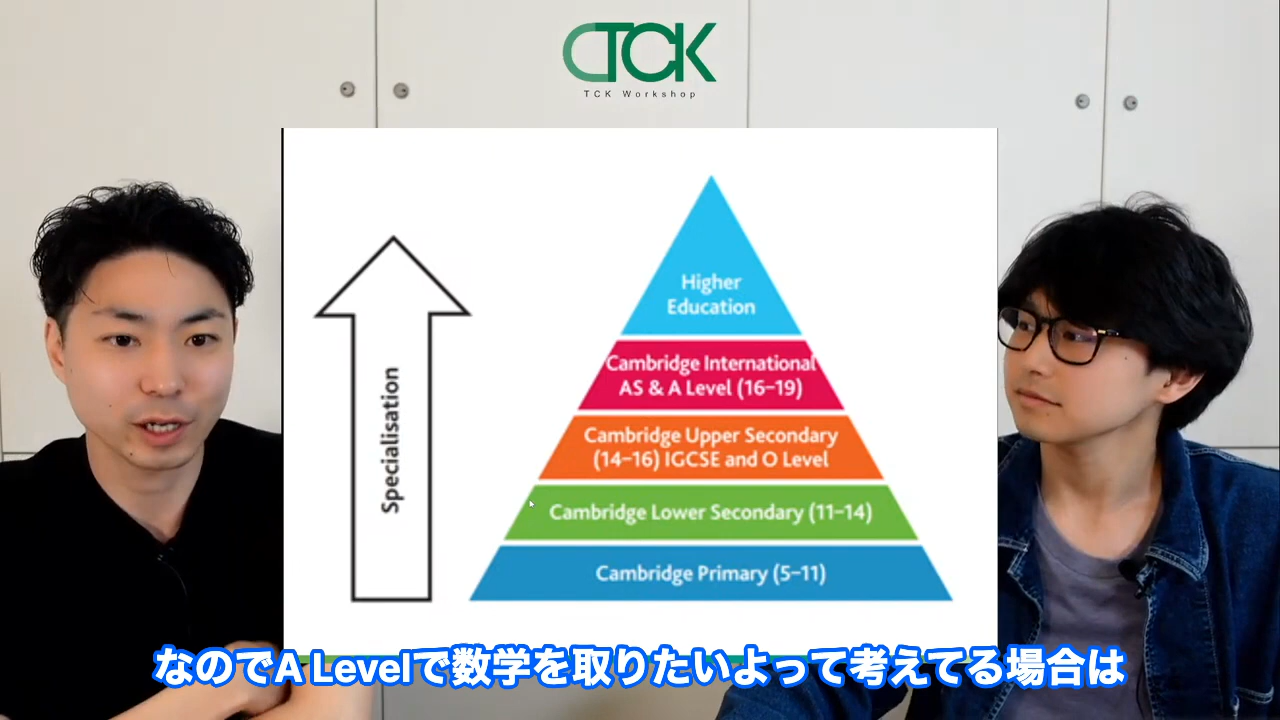 TCK
TCK Workshop
Higher
Education
Cambridge International
AS & A Level (16–19)
Cambridge Upper Secondary
(14–16) IGCSE and O Level
Cambridge Lower Secondary (11–14)
Cambridge Primary (5–11)
Specialisation
なのでA Levelで数学を取りたいよって考えてる場合は